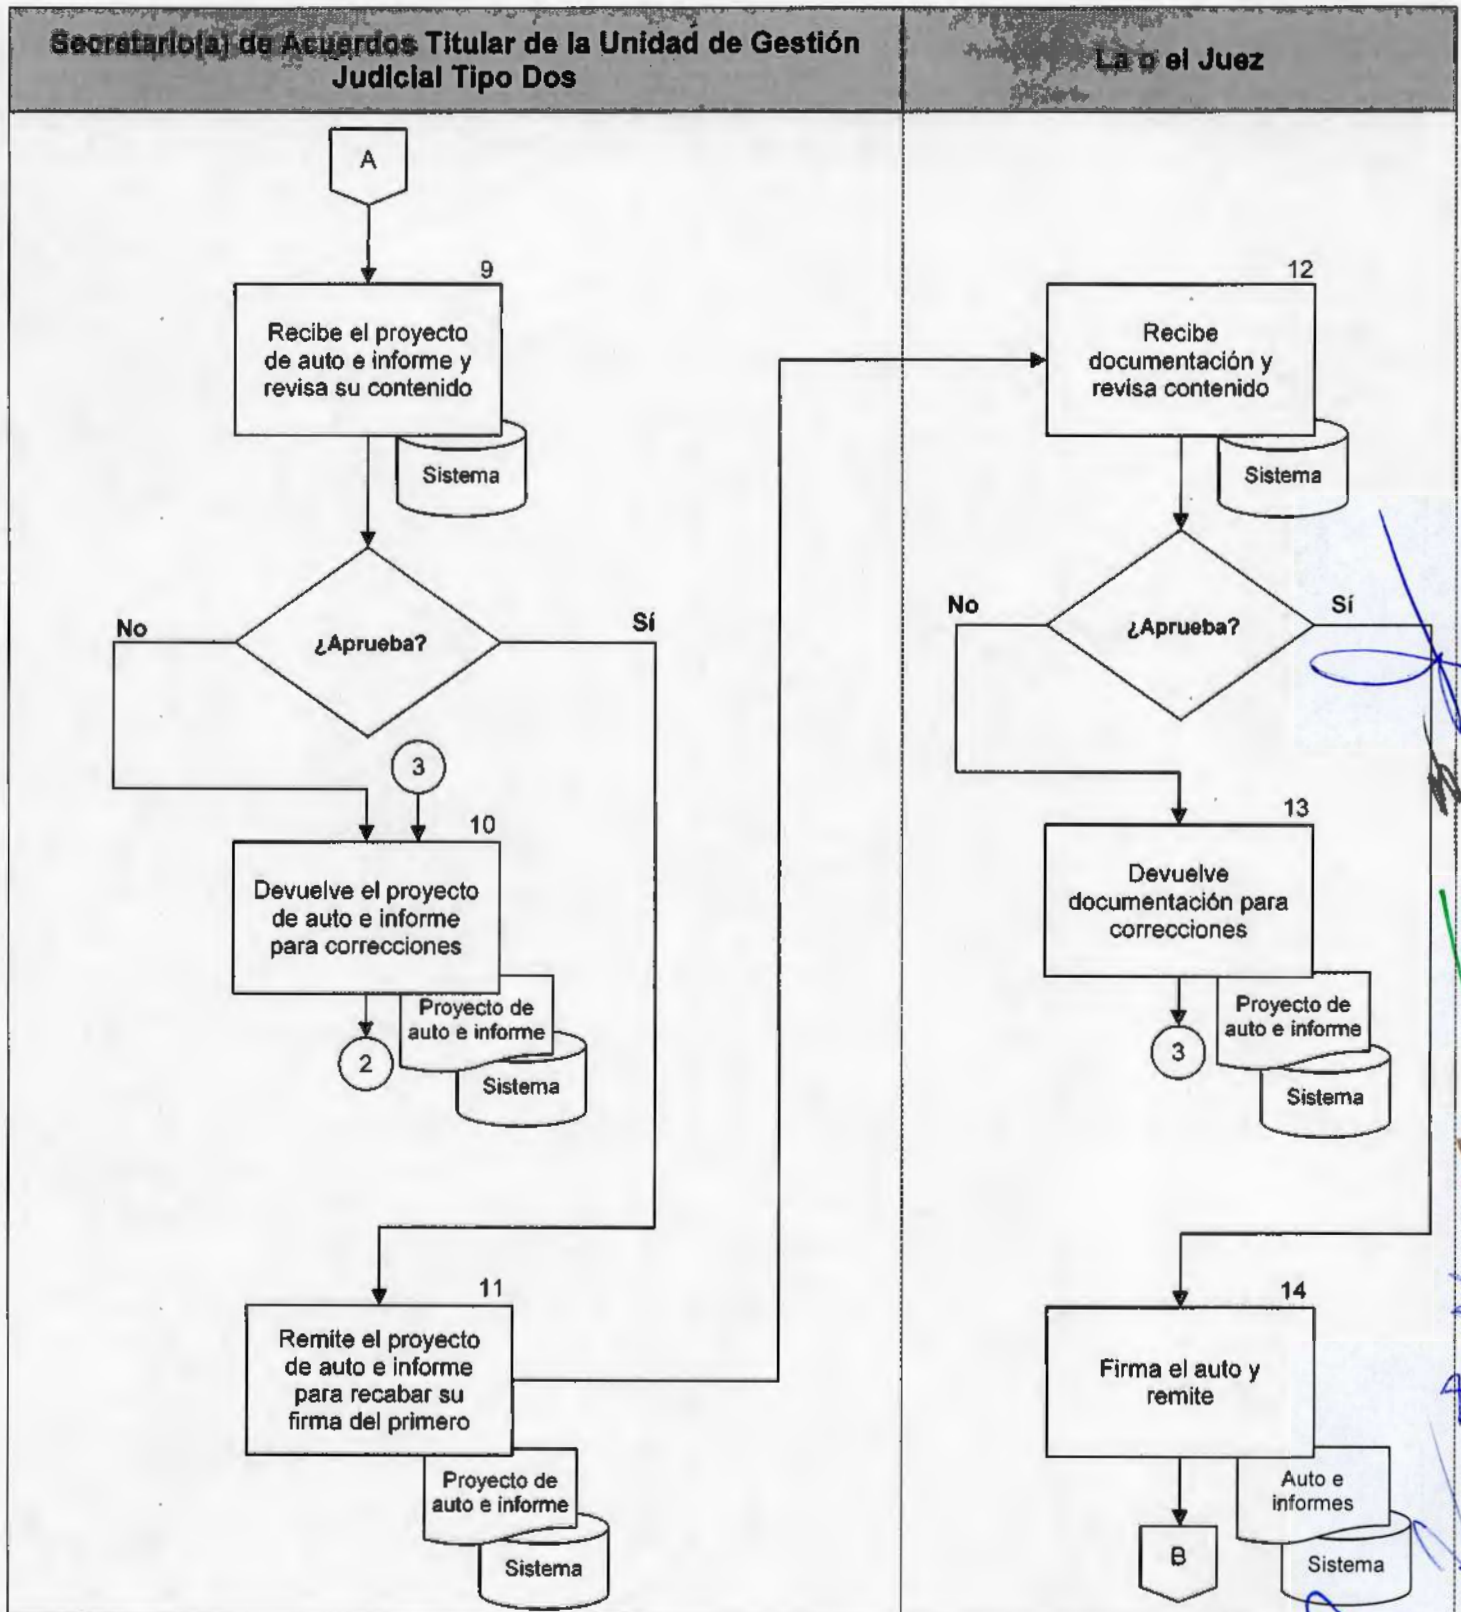 Secretario(a) de Acuerdos Titular de la Unidad de Gestión
Judicial Tipo Dos
La o el Juez
A
9
Recibe el proyecto
de auto e informe y
revisa su contenido
Sistema
¿Aprueba?
No
Sí
3
10
Devuelve el proyecto
de auto e informe
para correcciones
Proyecto de
auto e informe
2
Sistema
11
Remite el proyecto
de auto e informe
para recabar su
firma del primero
Proyecto de
auto e informe
Sistema
12
Recibe
documentación y
revisa contenido
Sistema
No
¿Aprueba?
Sí
13
Devuelve
documentación para
correcciones
Proyecto de
auto e informe
3
Sistema
14
Firma el auto y
remite
Auto e
informes
B
Sistema